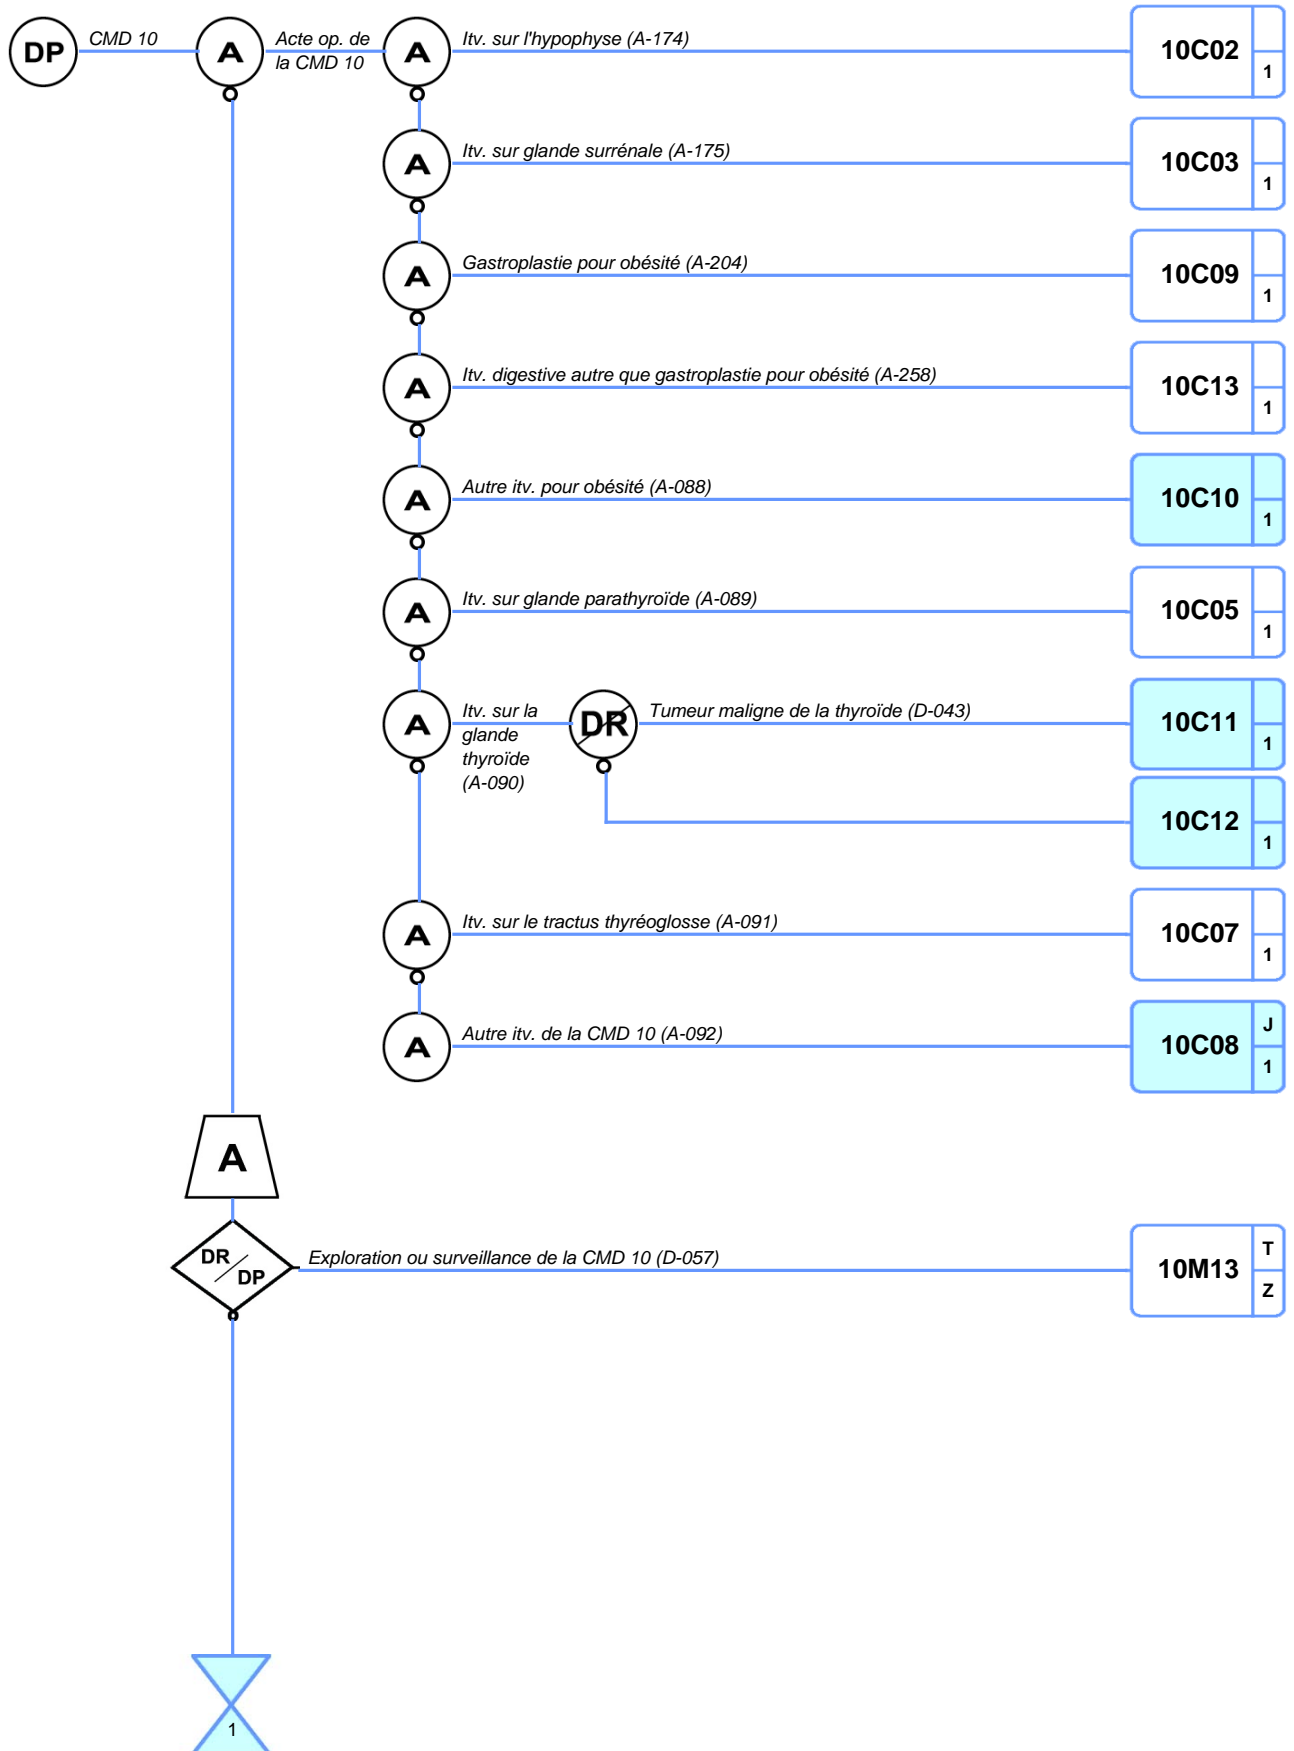 DP
CMD 10
A
Acte op. de
la CMD 10
A
Itv. sur l'hypophyse (A-174)
10C02
1
A
Itv. sur glande surrénale (A-175)
10C03
1
A
Gastroplastie pour obésité (A-204)
10C09
1
A
Itv. digestive autre que gastroplastie pour obésité (A-258)
10C13
1
A
Autre itv. pour obésité (A-088)
10C10
1
A
Itv. sur glande parathyroïde (A-089)
10C05
1
A
Itv. sur la
glande
thyroïde
(A-090)
DR
Tumeur maligne de la thyroïde (D-043)
10C11
1
10C12
1
A
Itv. sur le tractus thyréoglosse (A-091)
10C07
1
A
Autre itv. de la CMD 10 (A-092)
10C08
J
1
A
DR
DP
Exploration ou surveillance de la CMD 10 (D-057)
10M13
T
Z
1